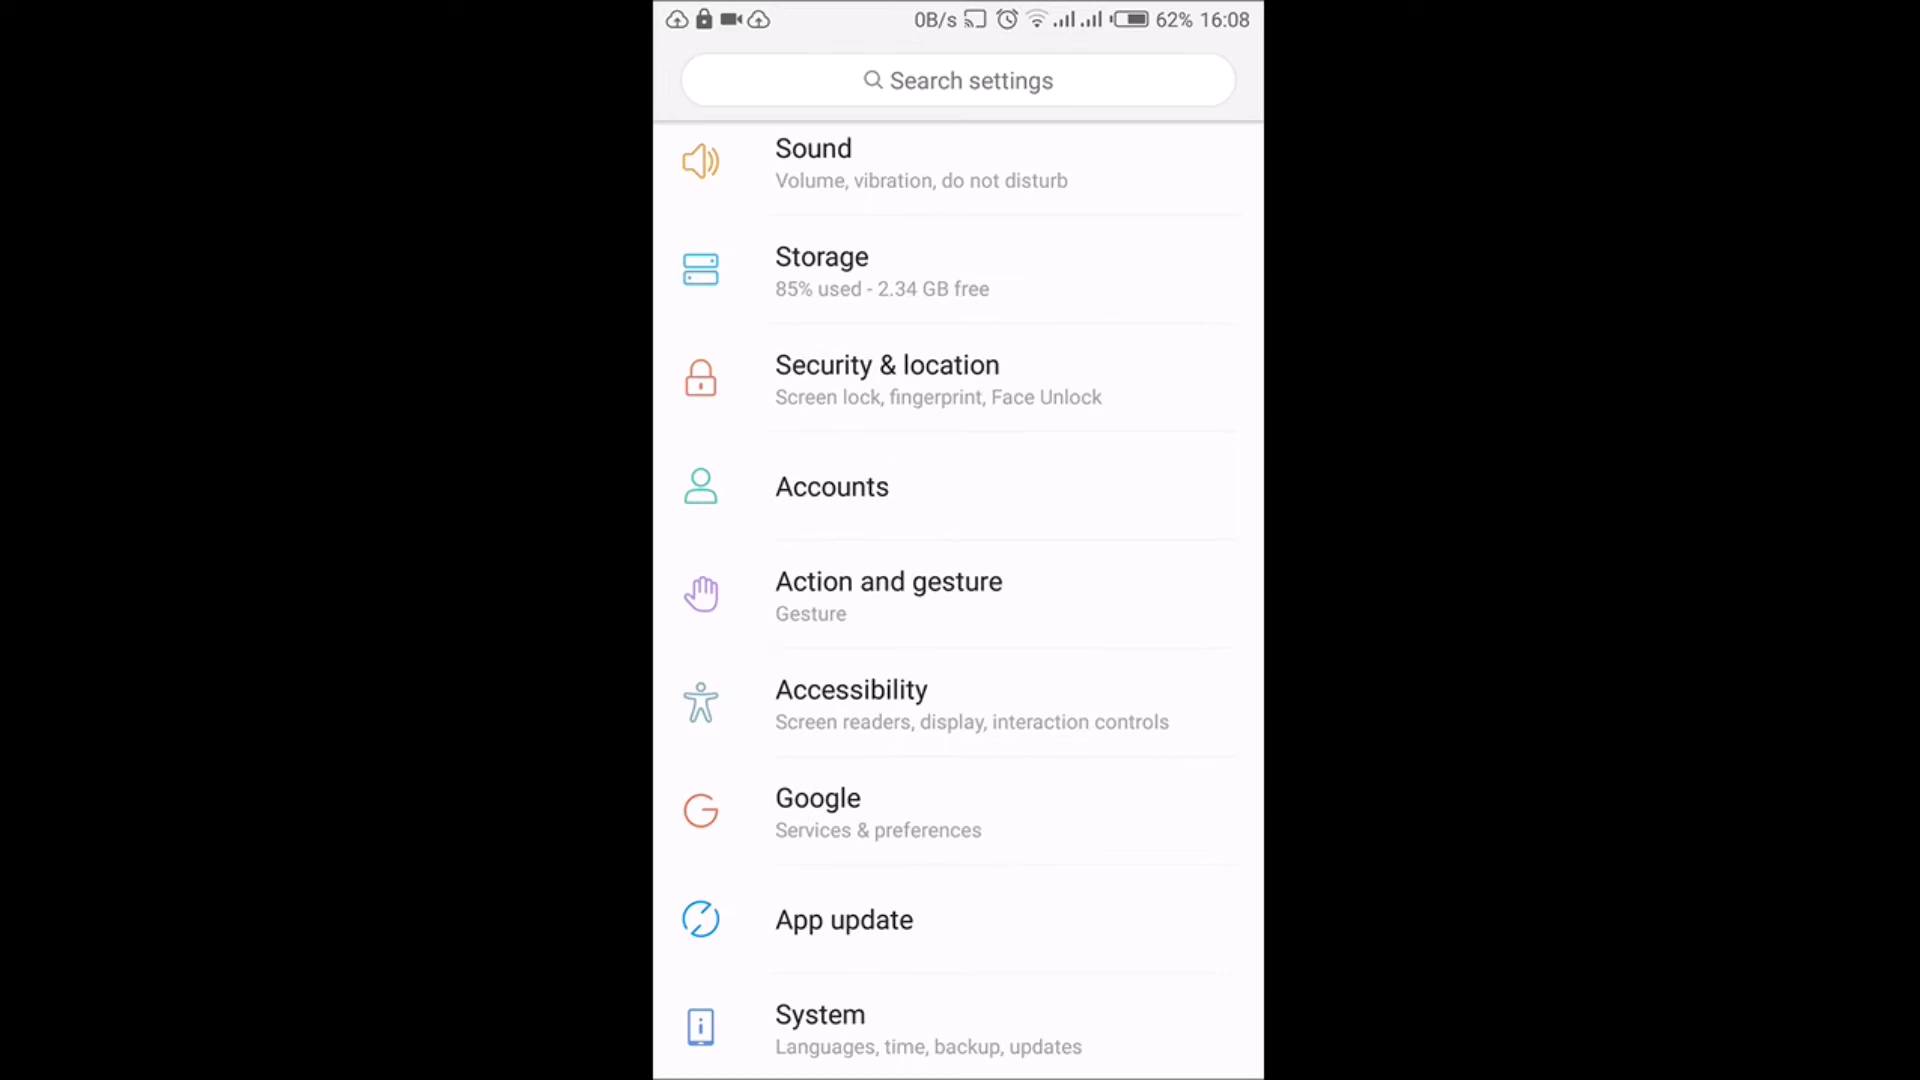 0B/s 62% 16:08
Search settings
Sound
Volume, vibration, do not disturb
Storage
85% used - 2.34 GB free
Security & location
Screen lock, fingerprint, Face Unlock
Accounts
Action and gesture
Gesture
Accessibility
Screen readers, display, interaction controls
Google
Services & preferences
App update
System
Languages, time, backup, updates